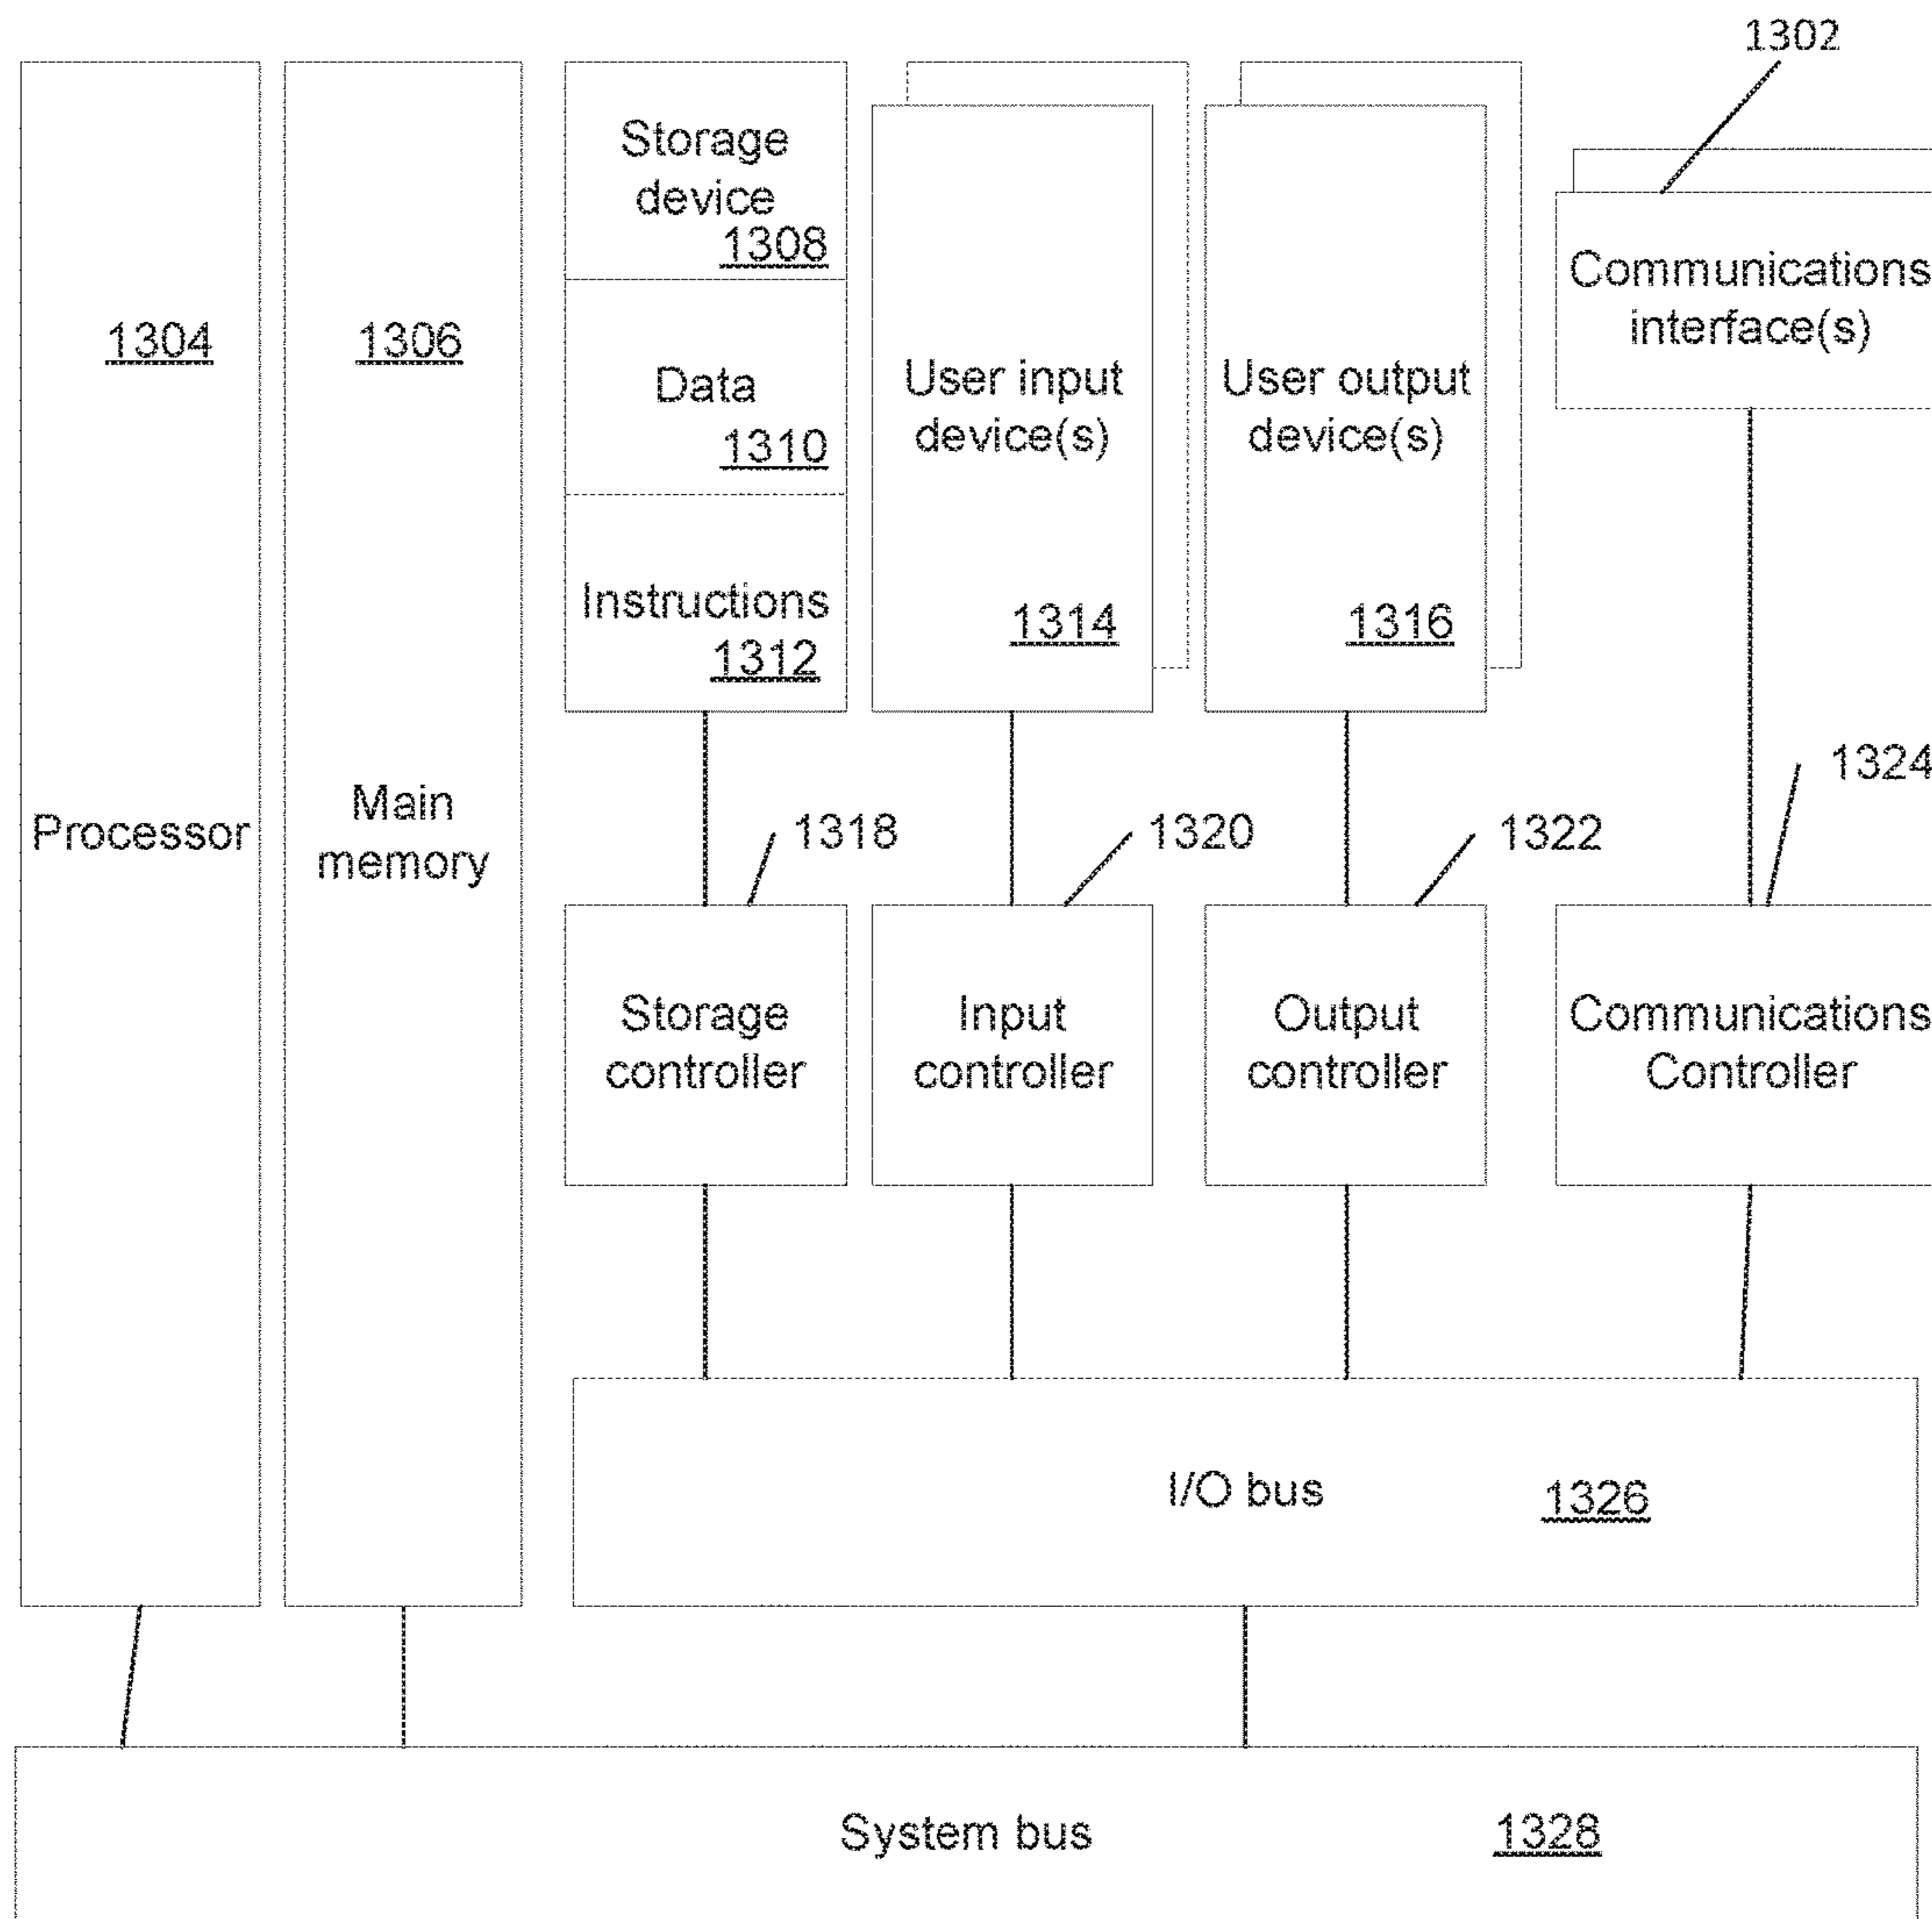 1302
Storage
device
1308
Communications
interface(s)
1304
1306
Data
1310
User input
device(s)
User output
device(s)
Instructions
1312
1314
1316
1324
Processor
Main
memory
1318
1320
1322
Storage
controller
Input
controller
Output
controller
Communications
Controller
I/O bus
1326
System bus
1328